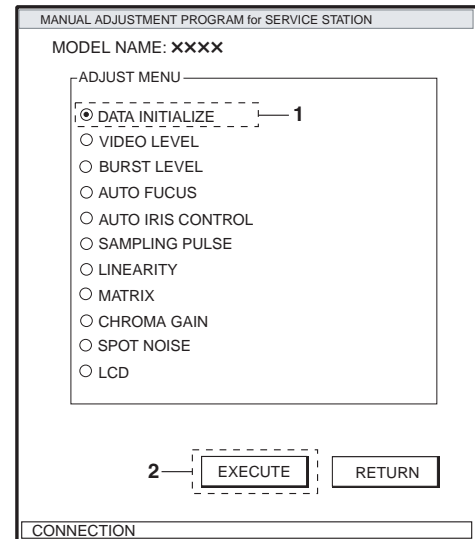 MANUAL ADJUSTMENT PROGRAM for SERVICE STATION
MODEL NAME: ××××
ADJUST MENU
DATA INITIALIZE 1
VIDEO LEVEL
BURST LEVEL
AUTO FUCUS
AUTO IRIS CONTROL
SAMPLING PULSE
LINEARITY
MATRIX
CHROMA GAIN
SPOT NOISE
LCD
2 EXECUTE RETURN
CONNECTION